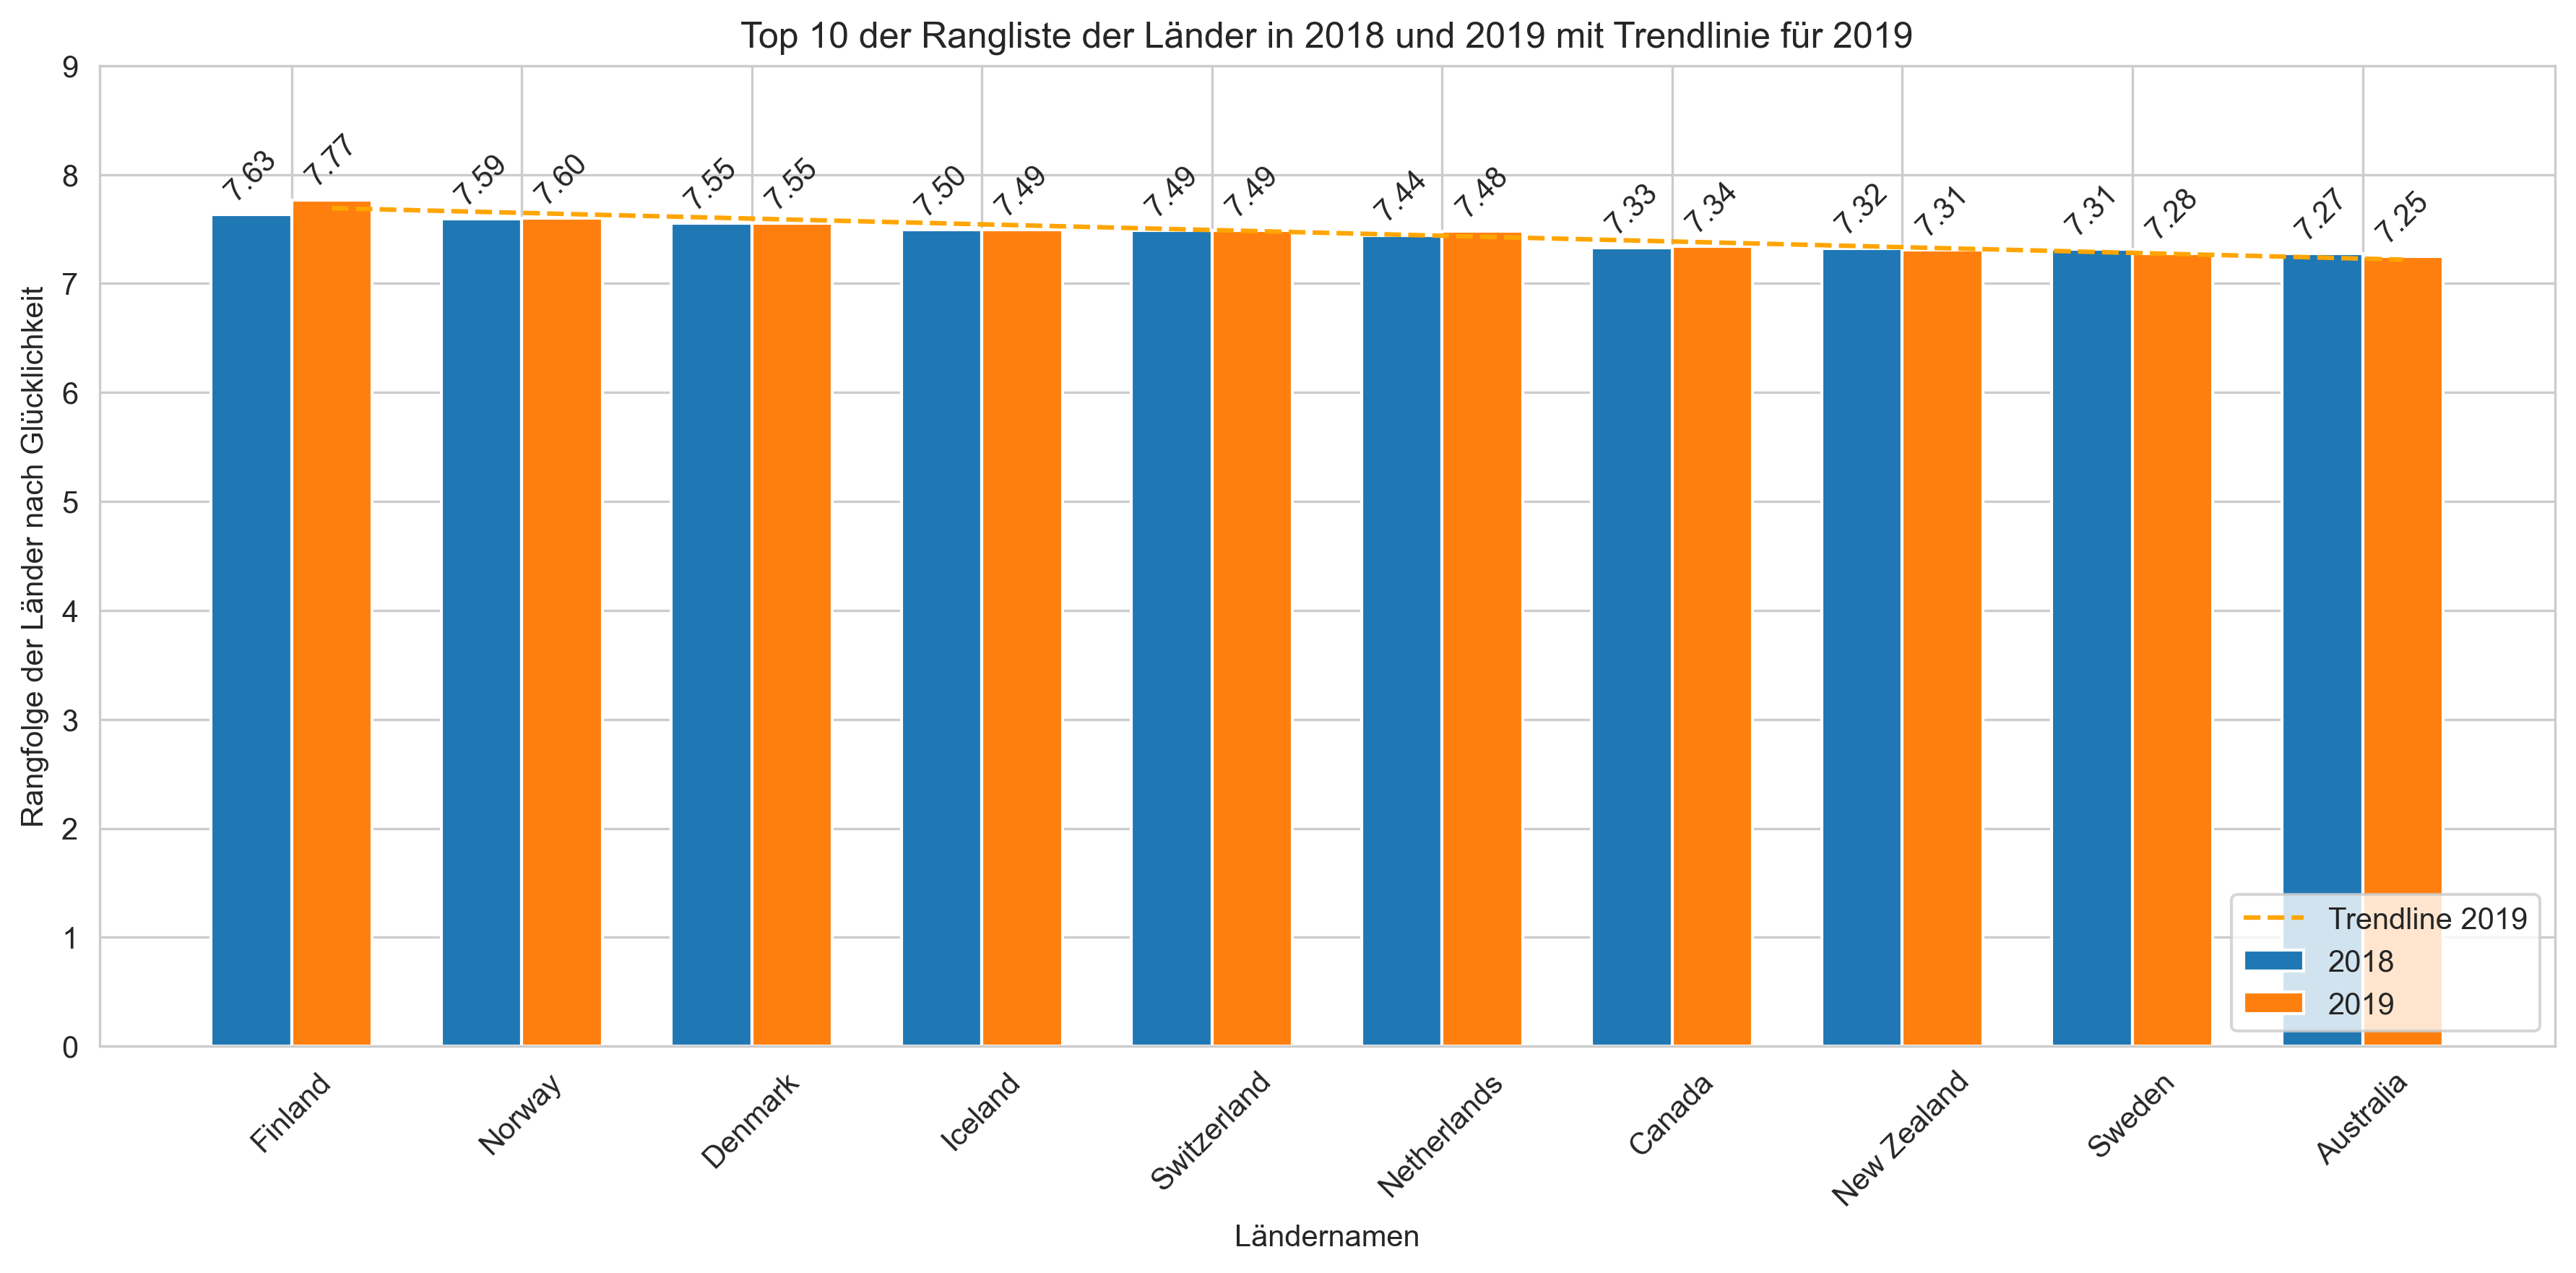 Top 10 der Rangliste der Länder in 2018 und 2019 mit Trendlinie für 2019
Rangfolge der Länder nach Glücklichkeit
9
8
7
6
5
4
3
2
1
0
7.63
7.77
7.59
7.60
7.55
7.55
7.50
7.49
7.49
7.49
7.44
7.48
7.33
7.34
7.32
7.31
7.31
7.28
7.27
7.25
Trendline 2019
2018
2019
Finland
Norway
Denmark
Iceland
Switzerland
Netherlands
Canada
New Zealand
Sweden
Australia
Ländernamen